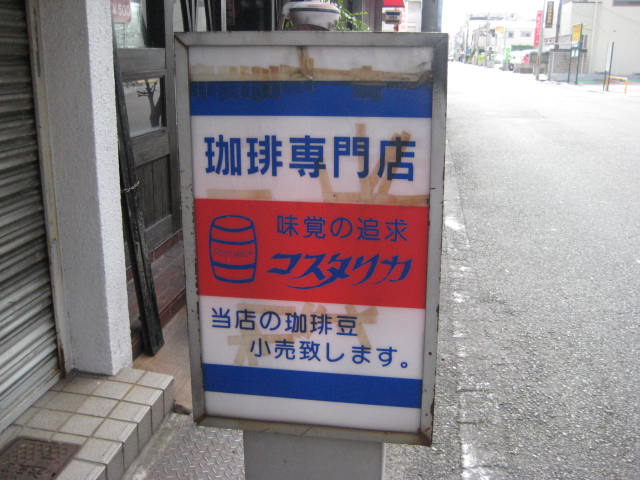 珈琲専門店
味覚の追求
コスタリカ
当店の珈琲豆
小売致します。